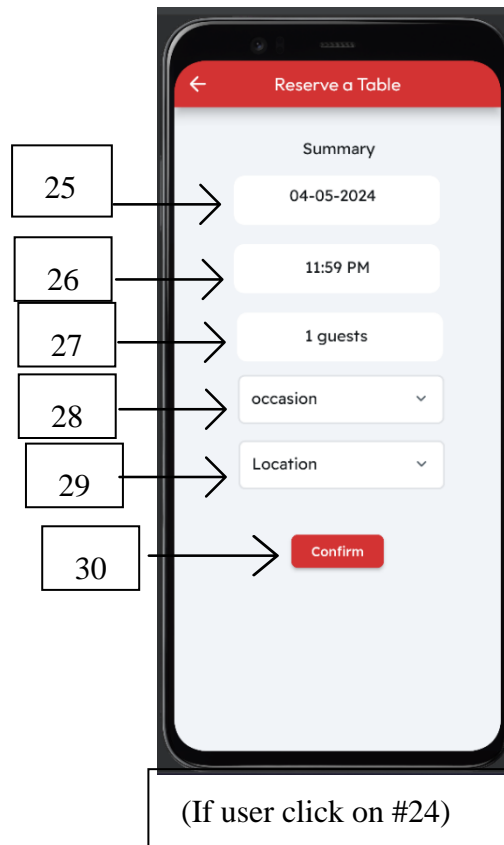 Reserve a Table
Summary
25
04-05-2024
26
11:59 PM
27
1 guests
28
occasion
29
Location
30
Confirm
(If user click on #24)